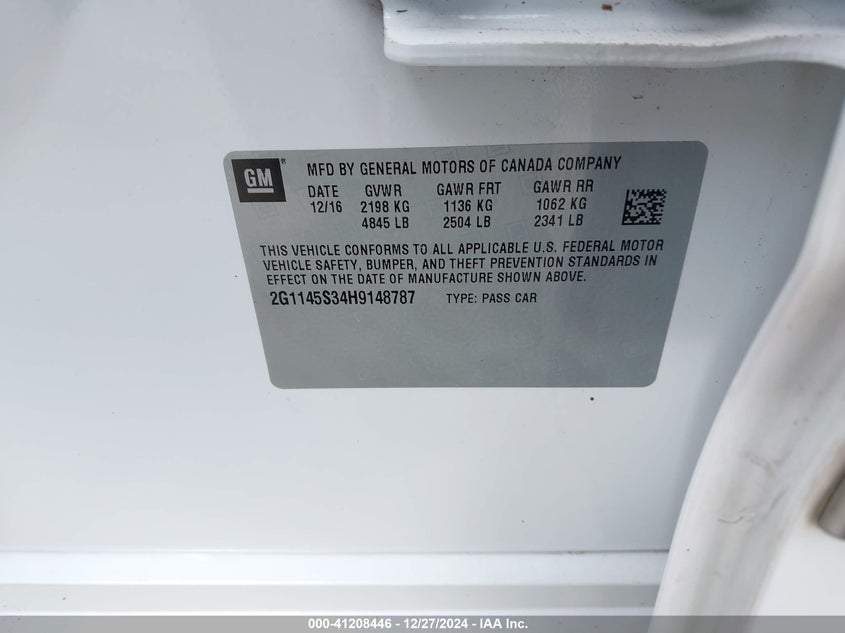 GM ® MFD BY GENERAL MOTORS OF CANADA COMPANY
DATE GVWR GAWR FRT GAWR RR
12/16 2198 KG 1136 KG 1062 KG
4845 LB 2504 LB 2341 LB
THIS VEHICLE CONFORMS TO ALL APPLICABLE U.S. FEDERAL MOTOR
VEHICLE SAFETY, BUMPER, AND THEFT PREVENTION STANDARDS IN
EFFECT ON THE DATE OF MANUFACTURE SHOWN ABOVE.
2G1145S34H9148787 TYPE: PASS CAR
000-41208446 - 12/27/2024 - IAA Inc.